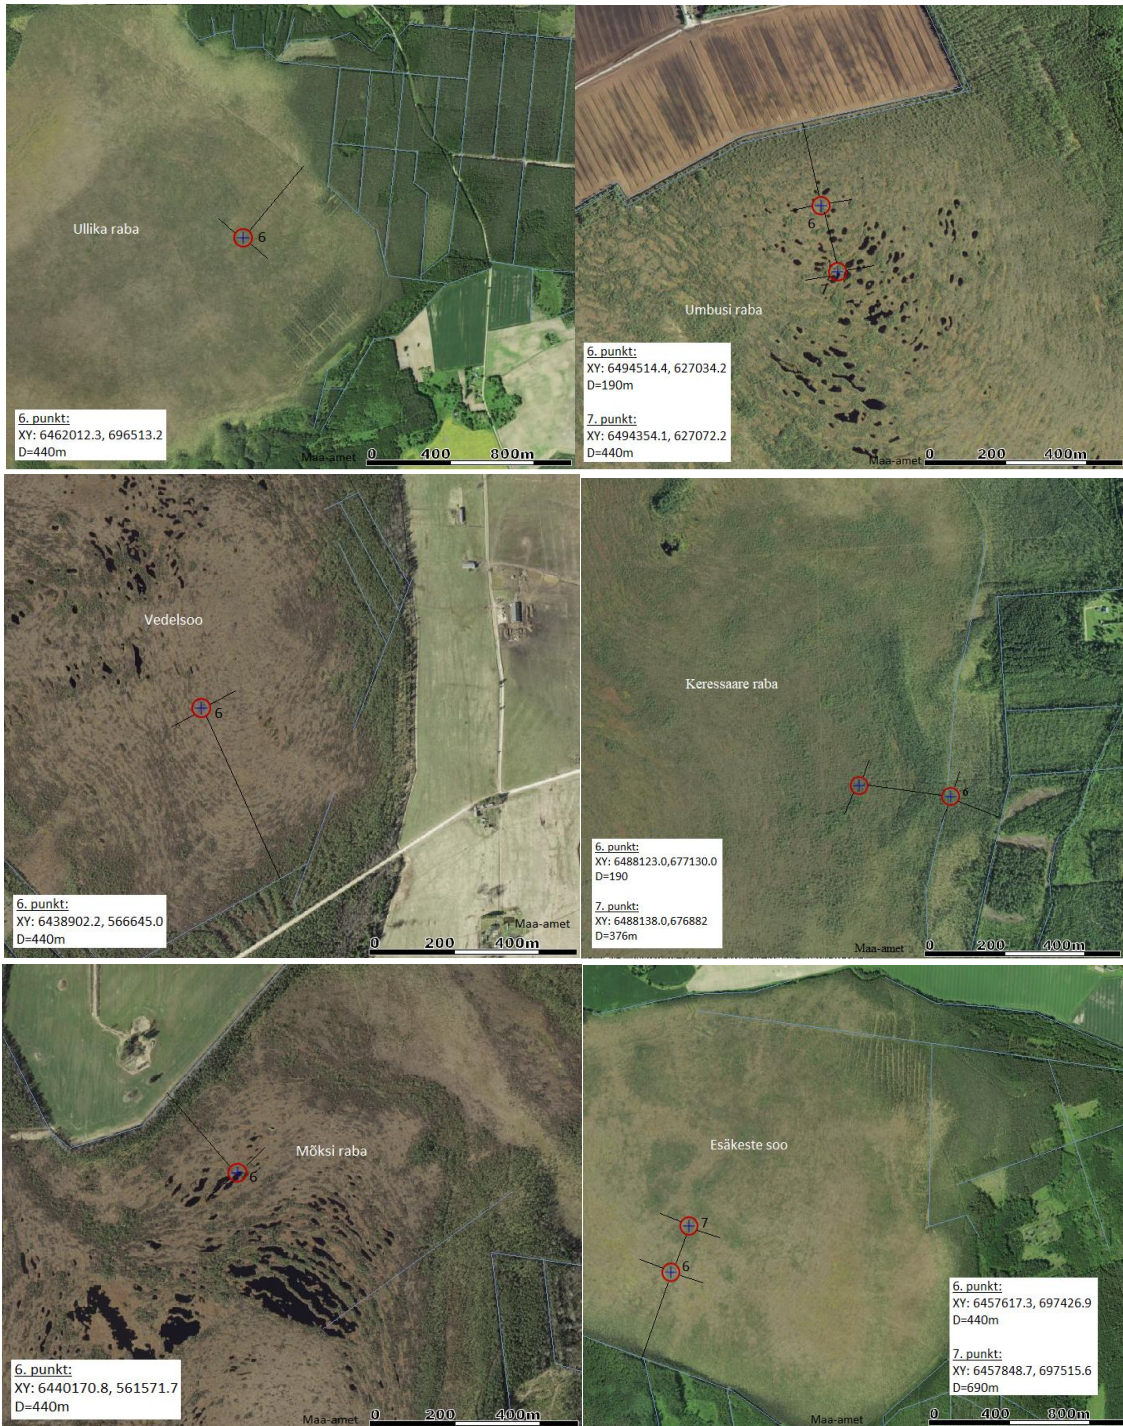 Ullika raba
6
6. punkt:
XY: 6462012.3, 696513.2
D=440m
Maa-amet
0 400 800m
6
7
Umbusi raba
6. punkt:
XY: 6494514.4, 627034.2
D=190m
7. punkt:
XY: 6494354.1, 627072.2
D=440m
Maa-amet
0 200 400m
Vedelsoo
6
6. punkt:
XY: 6438902.2, 566645.0
D=440m
Maa-amet
0 200 400m
Keressaare raba
6
6. punkt:
XY: 6488123.0,677130.0
D=190
7. punkt:
XY: 6488138.0,676882
D=376m
Maa-amet
0 200 400m
Mõksi raba
6
6. punkt:
XY: 6440170.8, 561571.7
D=440m
Maa-amet
0 200 400m
Esäkeste soo
7
6
6. punkt:
XY: 6457617.3, 697426.9
D=440m
7. punkt:
XY: 6457848.7, 697515.6
D=690m
Maa-amet
0 400 800m